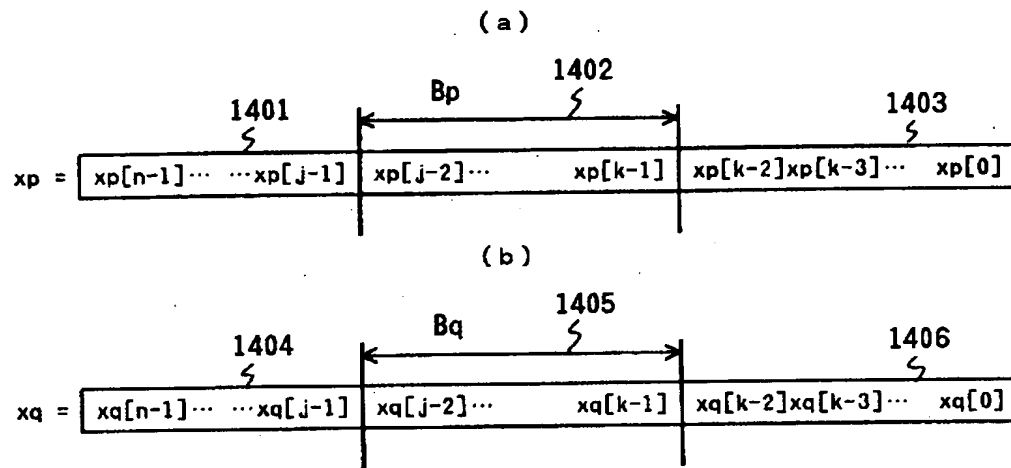 (a)
1402
Bp
1401
1403
xp = xp[n-1]··· ···xp[j-1] xp[j-2]··· xp[k-1] xp[k-2]xp[k-3]··· xp[0]
(b)
1405
Bq
1404
1406
xq = xq[n-1]··· ···xq[j-1] xq[j-2]··· xq[k-1] xq[k-2]xq[k-3]··· xq[0]